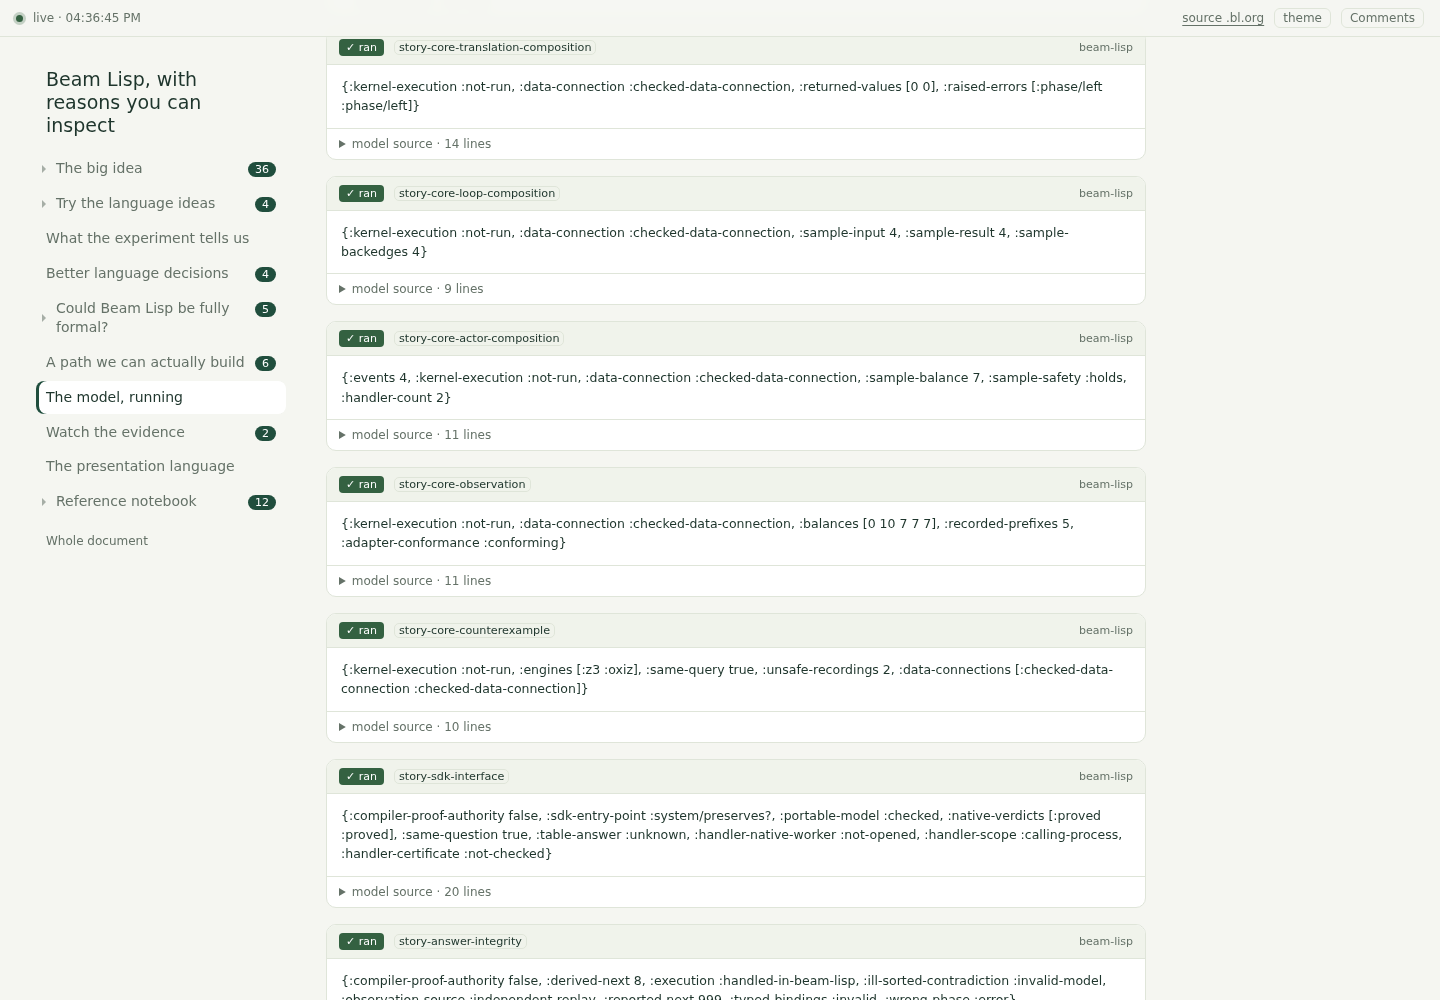 live · 04:36:45 PM
source .bl.org
theme
Comments
Beam Lisp, with
reasons you can
inspect
The big idea 36
Try the language ideas 4
What the experiment tells us
Better language decisions 4
Could Beam Lisp be fully 5
formal?
A path we can actually build 6
The model, running
Watch the evidence 2
The presentation language
Reference notebook 12
Whole document
✓ ran story-core-translation-composition beam-lisp
{:kernel-execution :not-run, :data-connection :checked-data-connection, :returned-values [0 0], :raised-errors [:phase/left
:phase/left]}
model source · 14 lines
✓ ran story-core-loop-composition beam-lisp
{:kernel-execution :not-run, :data-connection :checked-data-connection, :sample-input 4, :sample-result 4, :sample-
backedges 4}
model source · 9 lines
✓ ran story-core-actor-composition beam-lisp
{:events 4, :kernel-execution :not-run, :data-connection :checked-data-connection, :sample-balance 7, :sample-safety :holds,
:handler-count 2}
model source · 11 lines
✓ ran story-core-observation beam-lisp
{:kernel-execution :not-run, :data-connection :checked-data-connection, :balances [0 10 7 7 7], :recorded-prefixes 5,
:adapter-conformance :conforming}
model source · 11 lines
✓ ran story-core-counterexample beam-lisp
{:kernel-execution :not-run, :engines [:z3 :oxiz], :same-query true, :unsafe-recordings 2, :data-connections [:checked-data-
connection :checked-data-connection]}
model source · 10 lines
✓ ran story-sdk-interface beam-lisp
{:compiler-proof-authority false, :sdk-entry-point :system/preserves?, :portable-model :checked, :native-verdicts [:proved
:proved], :same-question true, :table-answer :unknown, :handler-native-worker :not-opened, :handler-scope :calling-process,
:handler-certificate :not-checked}
model source · 20 lines
✓ ran story-answer-integrity beam-lisp
{:compiler-proof-authority false, :derived-next 8, :execution :handled-in-beam-lisp, :ill-sorted-contradiction :invalid-model,
:observation-source :independent-replay, :reported-next 999, :typed-bindings :invalid, :wrong-phase :error}